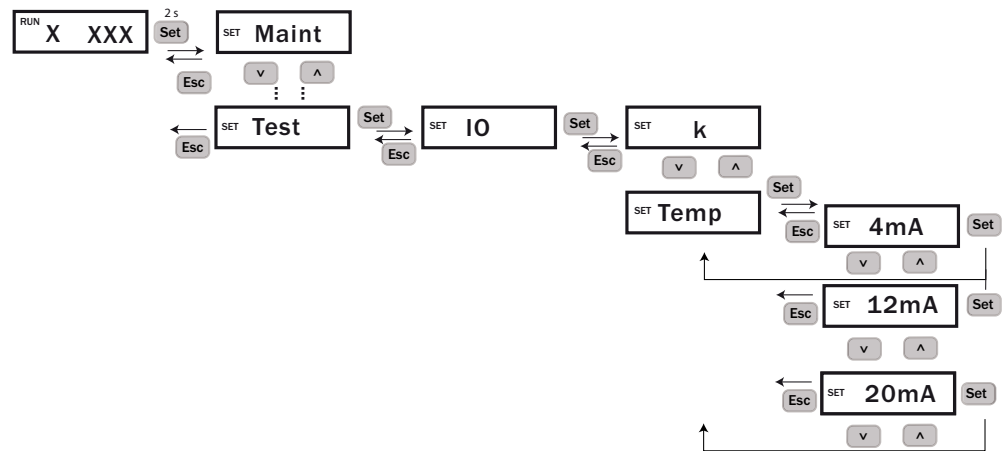 2 s
RUN X XXX Set SET Maint
Esc v ^
SET Test Set SET IO Set SET k
Esc Esc Esc v ^
Set
SET Temp
Esc SET 4mA Set
v ^
SET 12mA Set
Esc
v ^
SET 20mA Set
Esc
v ^